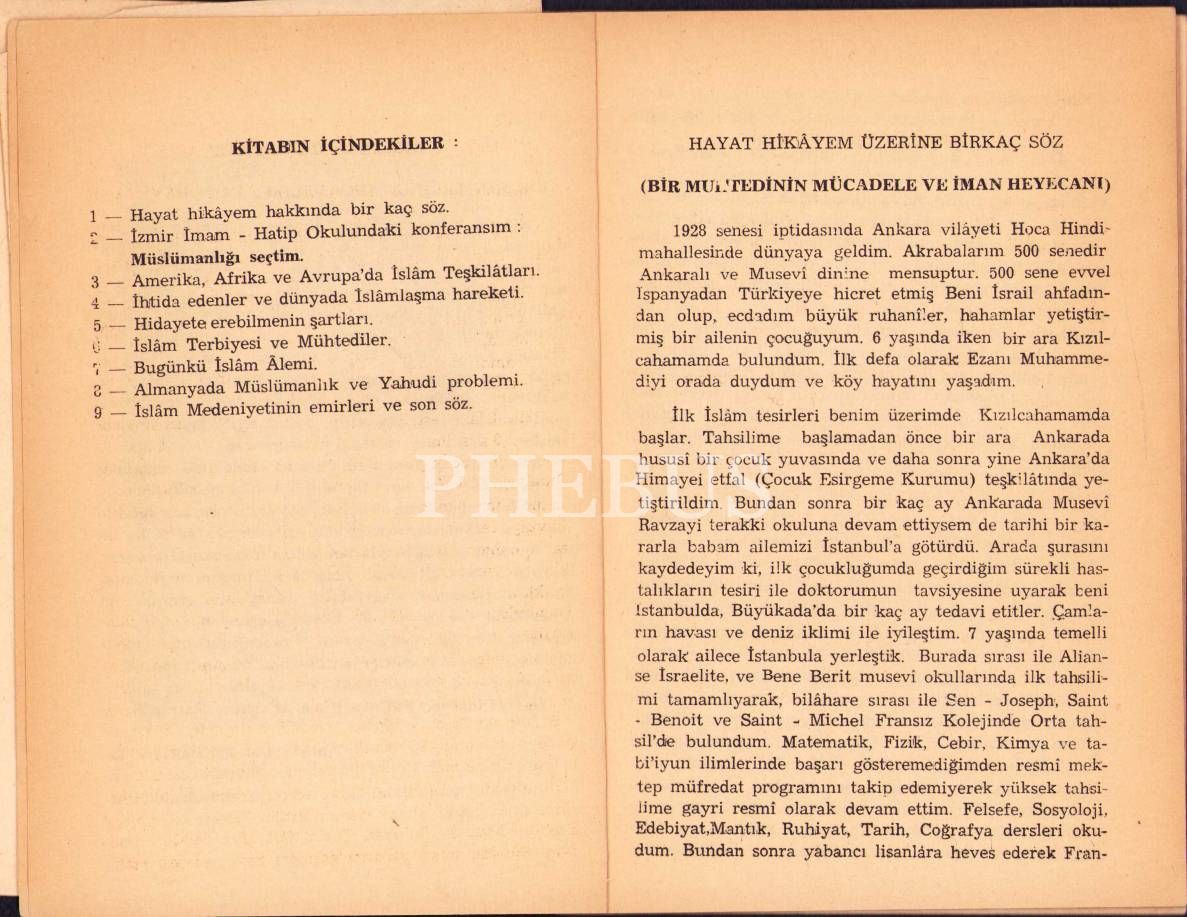 KİTABIN İÇİNDEKİLER :
1 — Hayat hikâyem hakkında bir kaç söz.
2 — İzmir İmam - Hatip Okulundaki konferansım :
Müslümanlığı seçtim.
3 — Amerika, Afrika ve Avrupa'da İslâm Teşkilâtları.
4 — İhtida edenler ve dünyada İslâmlaşma hareketi.
5 — Hidayete erebilmenin şartları.
6 — İslâm Terbiyesi ve Mühtediler.
7 — Bugünkü İslâm Âlemi.
8 — Almanyada Müslümanlık ve Yahudi problemi.
9 — İslâm Medeniyetinin emirleri ve son söz.
HAYAT HİKÂYEM ÜZERİNE BİRKAÇ SÖZ
(BİR MÜHTEDİNİN MÜCADELE VE İMAN HEYECANI)
1928 senesi iptidasında Ankara vilâyeti Hoca Hindi-
mahallesinde dünyaya geldim. Akrabalarım 500 senedir
Ankaralı ve Musevî dinine mensuptur. 500 sene evvel
Ispanyadan Türkiyeye hicret etmiş Beni İsrail ahfadın-
dan olup, ecdadım büyük ruhanîler, hahamlar yetiştir-
miş bir ailenin çocuğuyum. 6 yaşında iken bir ara Kızıl-
cahamamda bulundum. İlk defa olarak Ezanı Muhamme-
diyi orada duydum ve köy hayatını yaşadım.
İlk İslâm tesirleri benim üzerimde Kızılcahamamda
başlar. Tahsilime başlamadan önce bir ara Ankarada
hususî bir çocuk yuvasında ve daha sonra yine Ankara'da
Himayei etfal (Çocuk Esirgeme Kurumu) teşkilâtında ye-
tiştirildim. Bundan sonra bir kaç ay Ankarada Musevî
Ravzayi terakki okuluna devam ettiysem de tarihi bir ka-
rarla babam ailemizi İstanbul'a götürdü. Arada şurasını
kaydedeyim ki, ilk çocukluğumda geçirdiğim sürekli has-
talıkların tesiri ile doktorumun tavsiyesine uyarak beni
İstanbulda, Büyükada'da bir kaç ay tedavi etitler. Çamla-
rın havası ve deniz iklimi ile iyileştim. 7 yaşında temelli
olarak ailece İstanbula yerleştik. Burada sırası ile Alian-
se İsraelite, ve Bene Berit musevî okullarında ilk tahsili-
mi tamamlıyarak, bilâhare sırası ile Sen - Joseph, Saint
- Benoit ve Saint - Michel Fransız Kolejinde Orta tah-
sil'de bulundum. Matematik, Fizik, Cebir, Kimya ve ta-
bi'iyun ilimlerinde başarı gösteremediğimden resmî mek-
tep müfredat programını takip edemiyerek yüksek tahsi-
lime gayri resmî olarak devam ettim. Felsefe, Sosyoloji,
Edebiyat,Mantık, Ruhiyat, Tarih, Coğrafya dersleri oku-
dum. Bundan sonra yabancı lisanlara heves ederek Fran-
PHEBUS